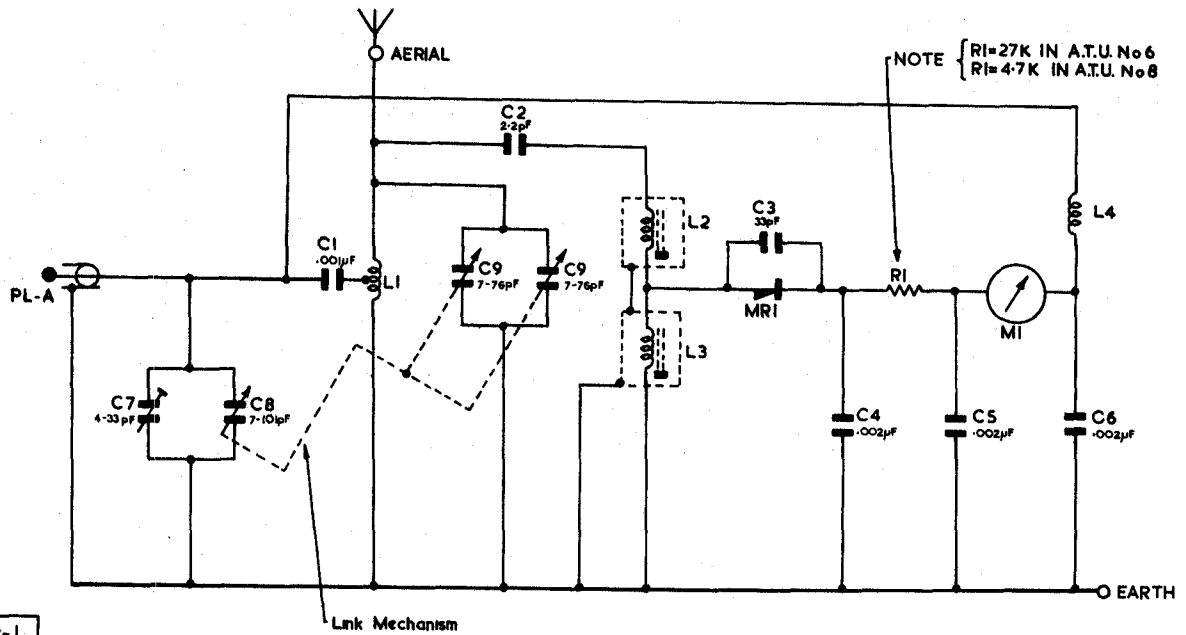 AERIAL
NOTE { R1=27K IN A.T.U. No 6
R1=4·7K IN A.T.U. No 8
C2
2·2pF
L2
C3
33pF
L4
C1
·001µF
L1
C9
7-76pF
C9
7-76pF
R1
PL-A
MR1
M1
L3
C7
4-33pF
C8
7-101pF
C4
·002µF
C5
·002µF
C6
·002µF
EARTH
Link Mechanism